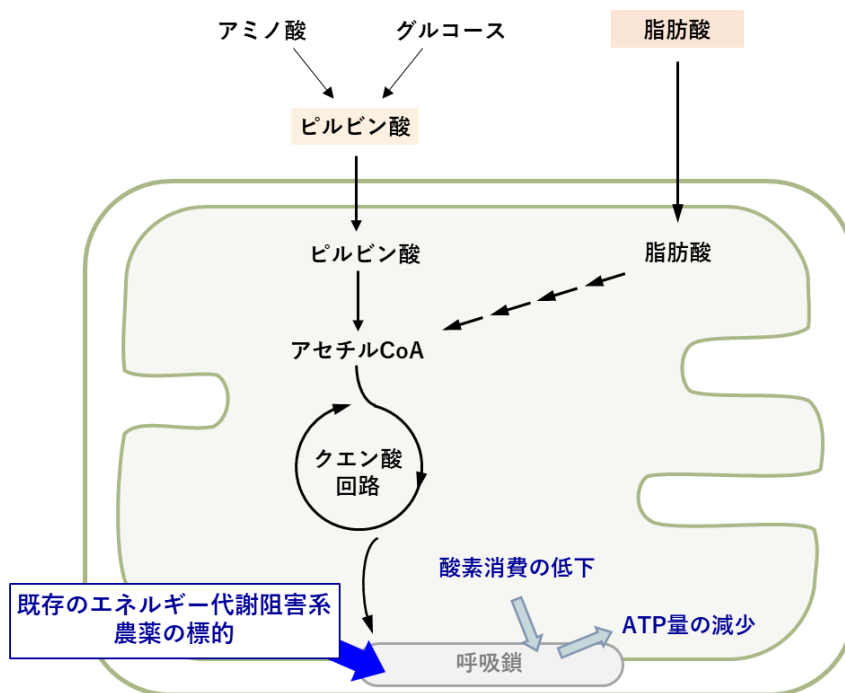 アミノ酸
グルコース
脂肪酸
ピルビン酸
ピルビン酸
脂肪酸
アセチルCoA
クエン酸
回路
酸素消費の低下
既存のエネルギー代謝阻害系
農薬の標的
ATP量の減少
呼吸鎖